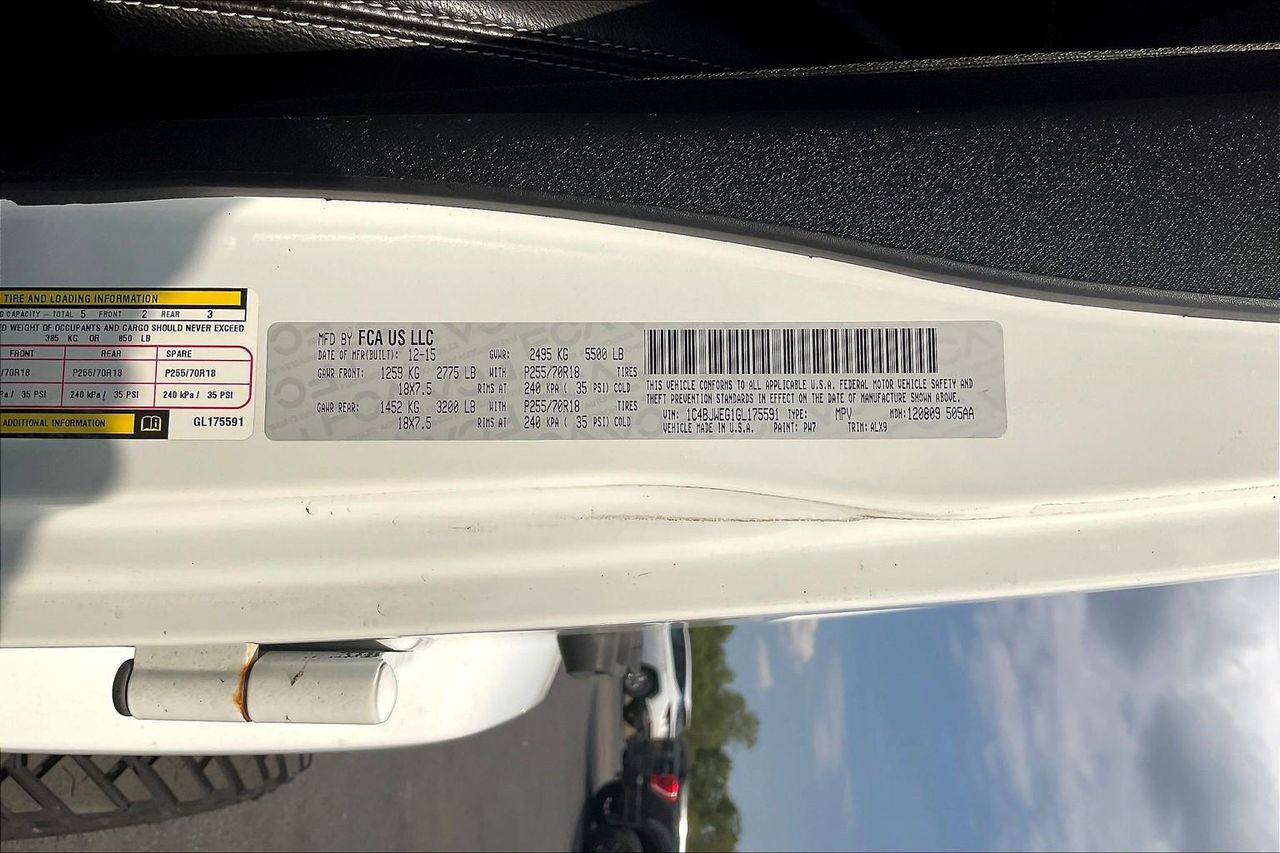 TIRE AND LOADING INFORMATION
G CAPACITY – TOTAL 5 FRONT 2 REAR 3
ED WEIGHT OF OCCUPANTS AND CARGO SHOULD NEVER EXCEED
385 KG OR 850 LB
FRONT REAR SPARE
/70R18 P255/70R18 P255/70R18
Pa / 35 PSI 240 kPa / 35 PSI 240 kPa / 35 PSI
ADDITIONAL INFORMATION
GL175591
MFD BY FCA US LLC
DATE OF MFR(BUILT): 12-15 GVWR: 2495 KG 5500 LB
GAWR FRONT: 1259 KG 2775 LB WITH P255/70R18 TIRES
18X7.5 RIMS AT 240 KPA ( 35 PSI) COLD
GAWR REAR: 1452 KG 3200 LB WITH P255/70R18 TIRES
18X7.5 RIMS AT 240 KPA ( 35 PSI) COLD
THIS VEHICLE CONFORMS TO ALL APPLICABLE U.S.A. FEDERAL MOTOR VEHICLE SAFETY AND
THEFT PREVENTION STANDARDS IN EFFECT ON THE DATE OF MANUFACTURE SHOWN ABOVE.
VIN: 1C4BJWEG1GL175591 TYPE: MPV MDH: 120809 505AA
VEHICLE MADE IN U.S.A. PAINT: PW7 TRIM: ALX9